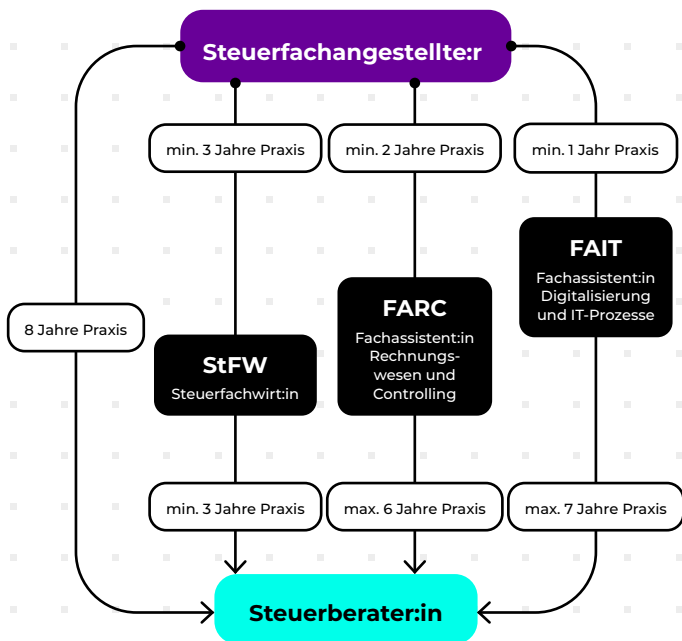 Steuerfachangestellte:r
min. 3 Jahre Praxis
min. 2 Jahre Praxis
min. 1 Jahr Praxis
FAIT
Fachassistent:in
Digitalisierung
und IT-Prozesse
FARC
Fachassistent:in
Rechnungs-
wesen und
Controlling
8 Jahre Praxis
StFW
Steuerfachwirt:in
min. 3 Jahre Praxis
max. 6 Jahre Praxis
max. 7 Jahre Praxis
Steuerberater:in